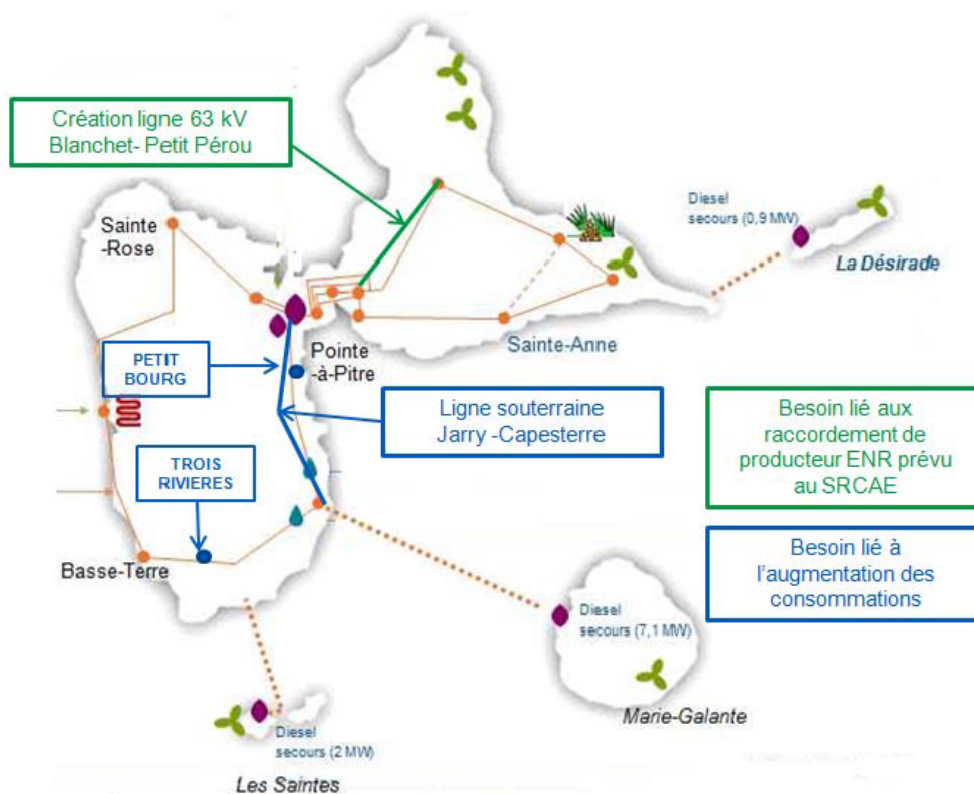 Création ligne 63 kV
Blanchet- Petit Pérou
Sainte
-Rose
Diesel
secours (0,9 MW)
La Désirade
PETIT
BOURG
Pointe
-à-Pitre
Sainte-Anne
Ligne souterraine
Jarry -Capesterre
Besoin lié aux
raccordement de
producteur ENR prévu
au SRCAE
TROIS
RIVIERES
Basse-Terre
Besoin lié à
l'augmentation des
consommations
Diesel
secours (7,1 MW)
Marie-Galante
Diesel
secours (2 MW)
Les Saintes